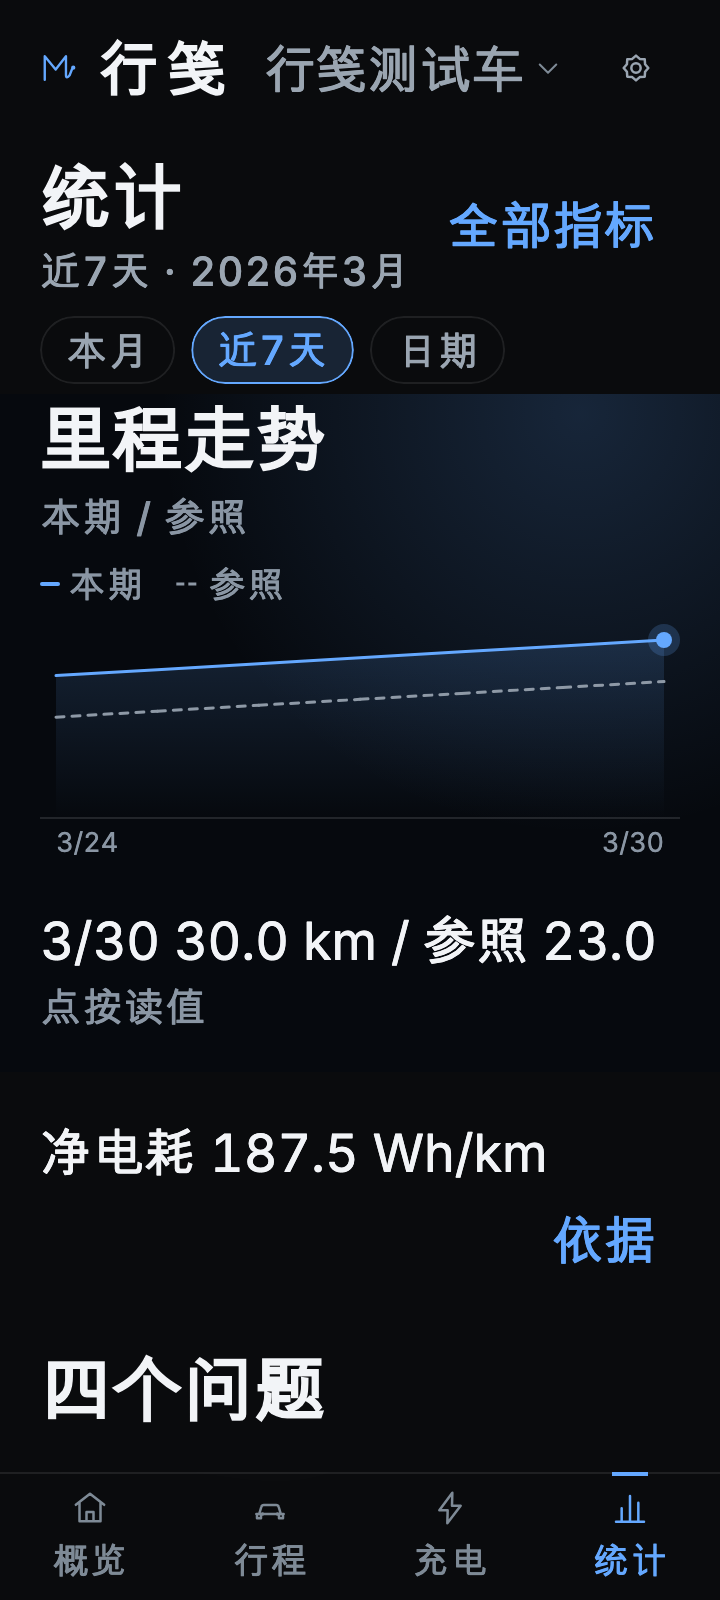 行笺 行笺测试车
统计
全部指标
近7天 · 2026年3月
本月 近7天 日期
里程走势
本期 / 参照
本期 参照
3/24 3/30
3/30 30.0 km / 参照 23.0
点按读值
净电耗 187.5 Wh/km
依据
四个问题
概览 行程 充电 统计